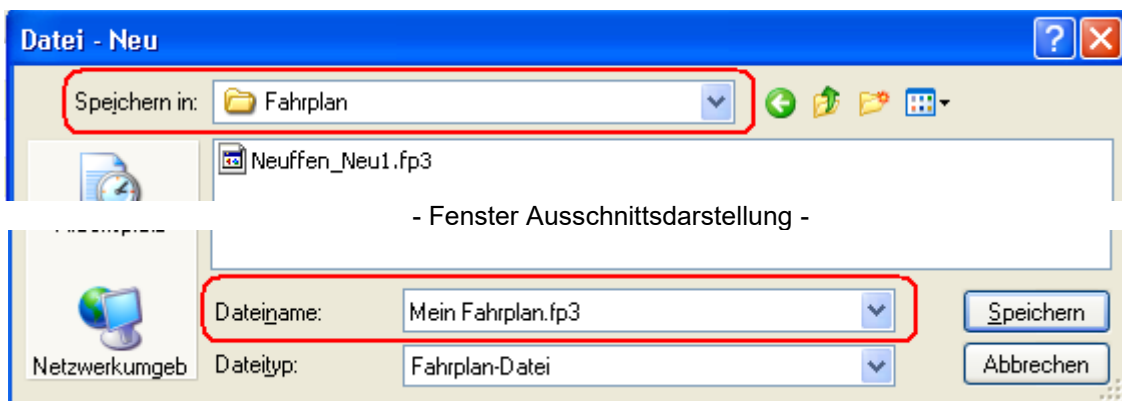 Datei - Neu
Speichern in: Fahrplan
Neuffen_Neu1.fp3
- Fenster Ausschnittsdarstellung -
Dateiname: Mein Fahrplan.fp3 Speichern
Netzwerkumgeb Dateityp: Fahrplan-Datei Abbrechen